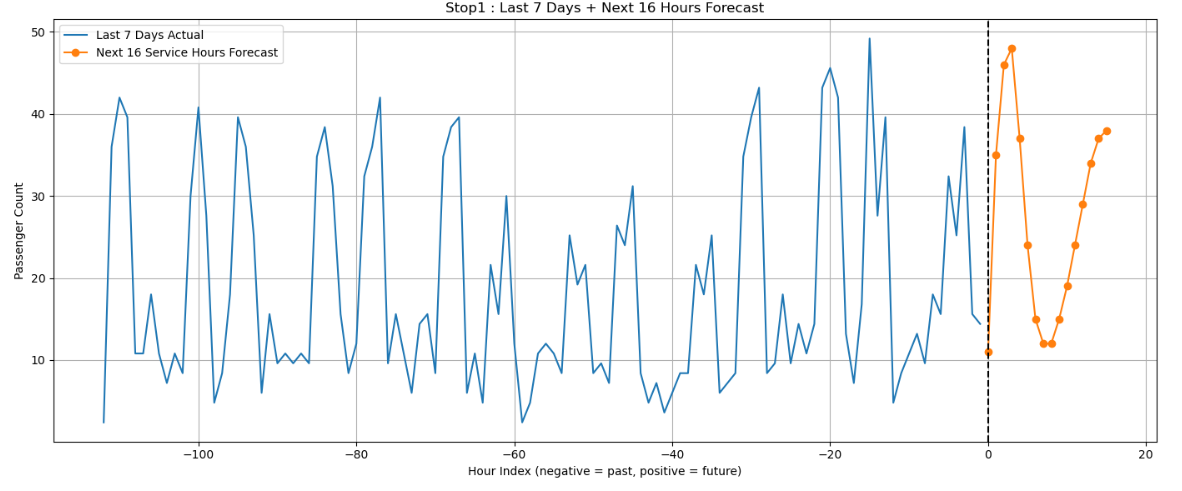 Stop1 : Last 7 Days + Next 16 Hours Forecast
Last 7 Days Actual
Next 16 Service Hours Forecast
Passenger Count
50
40
30
20
10
−100
−80
−60
−40
−20
0
20
Hour Index (negative = past, positive = future)